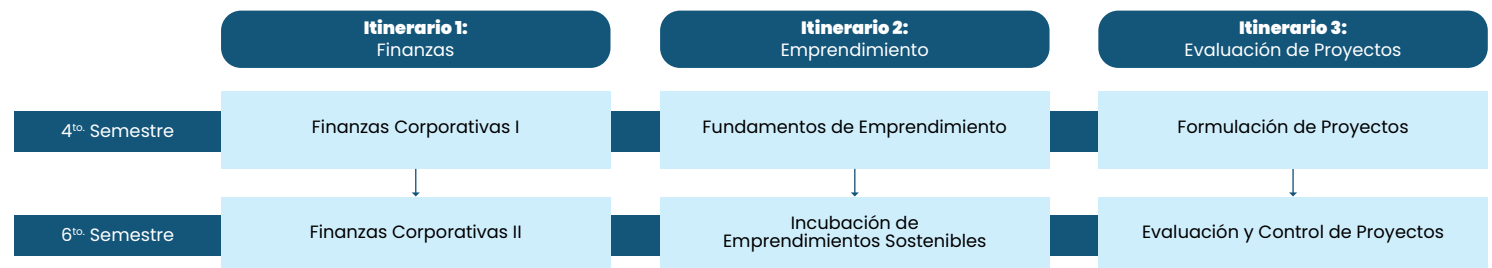 Itinerario 1:
Finanzas
Itinerario 2:
Emprendimiento
Itinerario 3:
Evaluación de Proyectos
4to. Semestre
Finanzas Corporativas I
Fundamentos de Emprendimiento
Formulación de Proyectos
6to. Semestre
Finanzas Corporativas II
Incubación de
Emprendimientos Sostenibles
Evaluación y Control de Proyectos